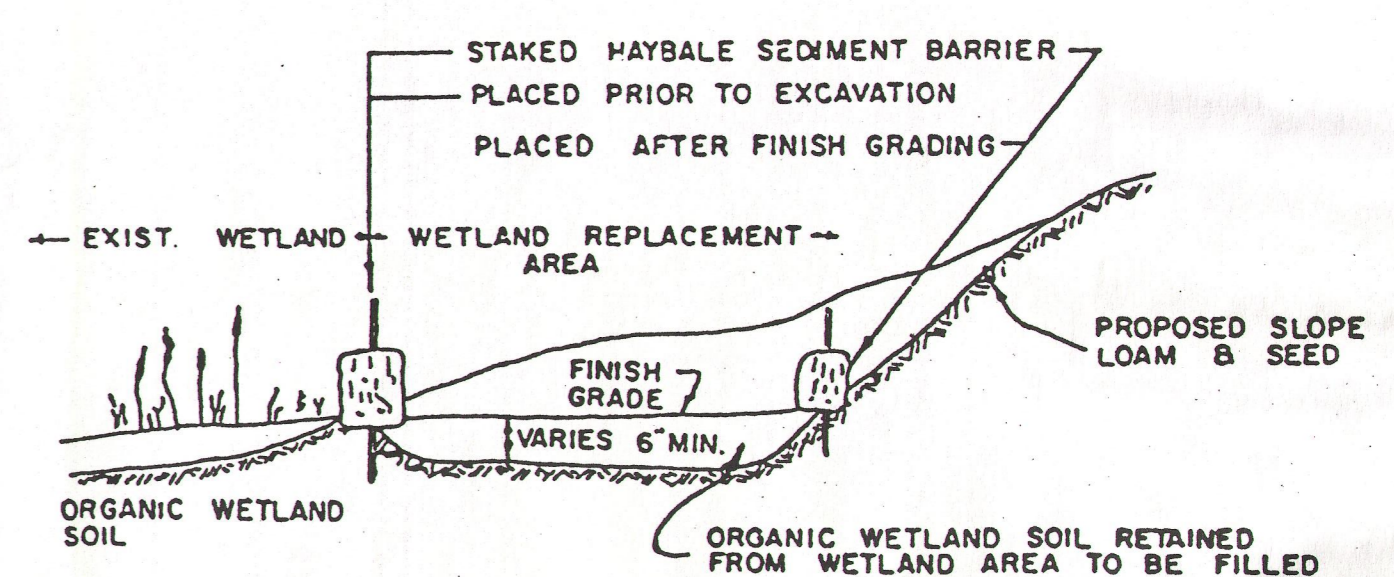 STAKED HAYBALE SEDIMENT BARRIER
PLACED PRIOR TO EXCAVATION
PLACED AFTER FINISH GRADING
EXIST. WETLAND
WETLAND REPLACEMENT
AREA
PROPOSED SLOPE
LOAM & SEED
FINISH
GRADE
VARIES 6" MIN.
ORGANIC WETLAND
SOIL
ORGANIC WETLAND SOIL RETAINED
FROM WETLAND AREA TO BE FILLED